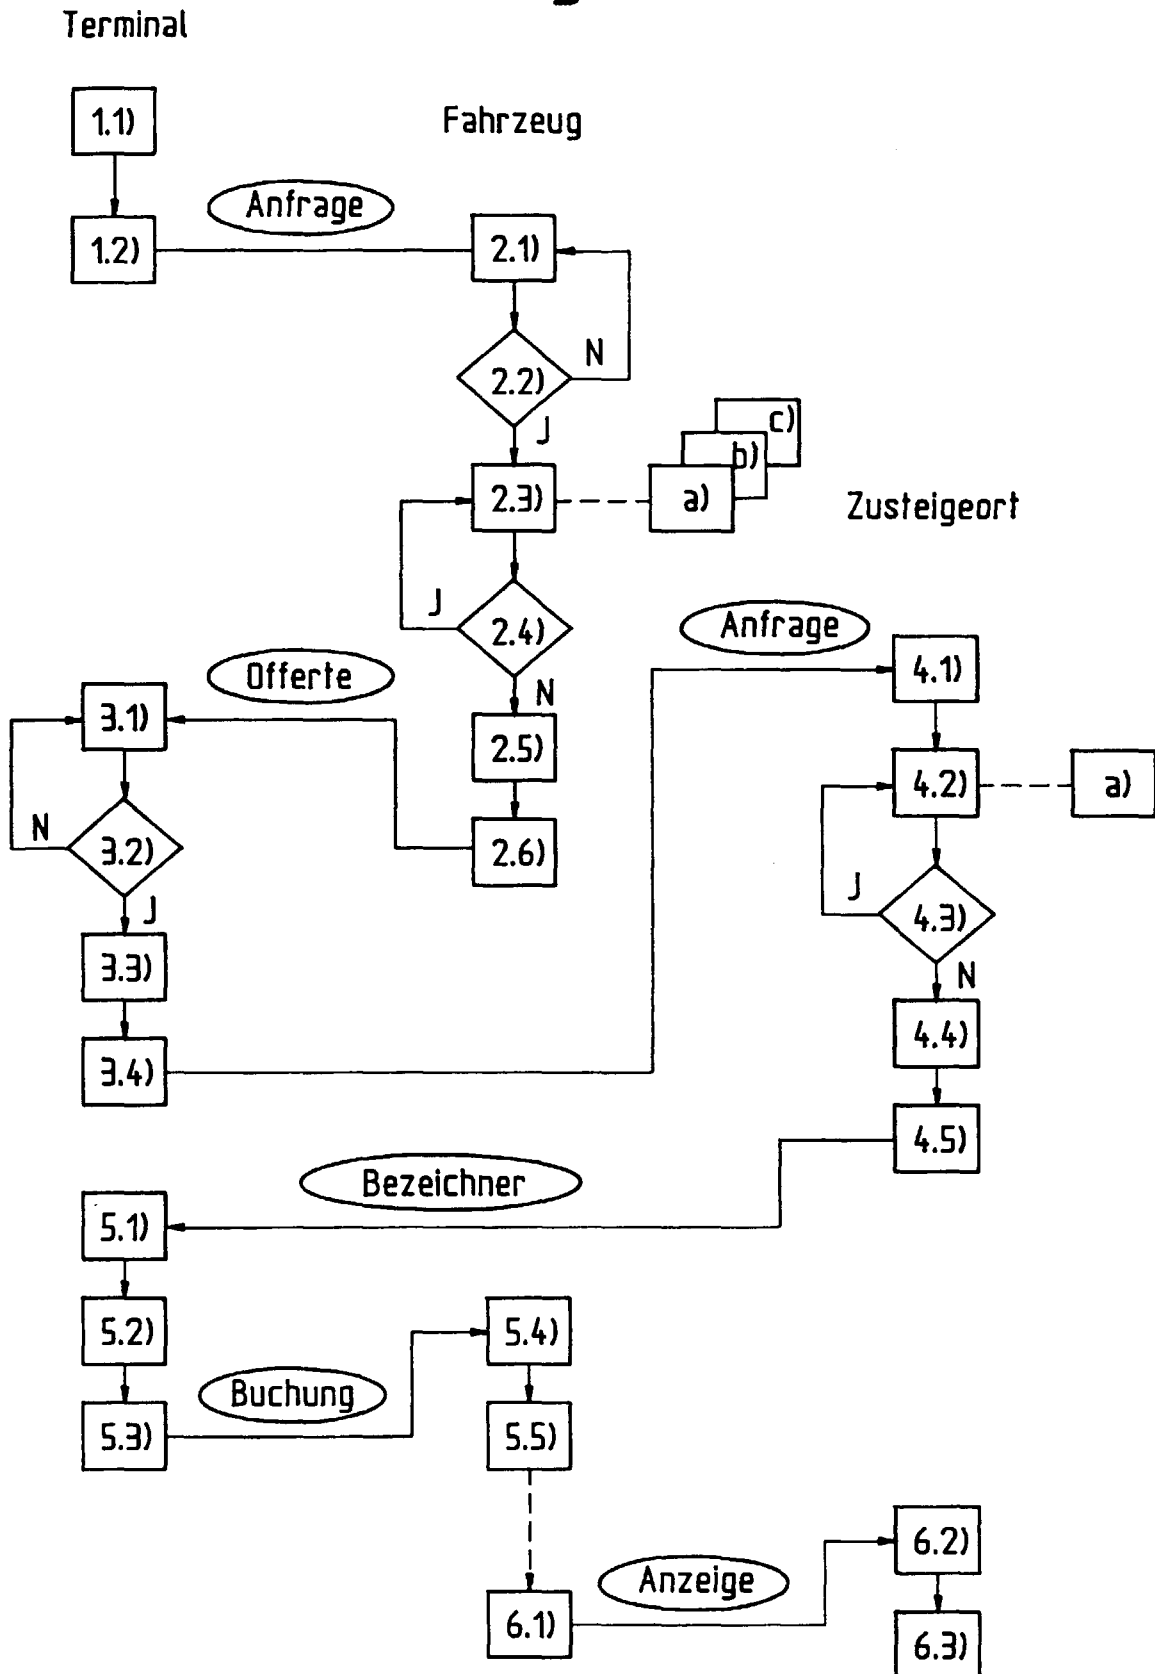 Terminal
1.1)
Fahrzeug
Anfrage
1.2)
2.1)
N
2.2)
J
c)
b)
2.3)
a)
Zusteigeort
J
2.4)
Anfrage
Offerte
N
4.1)
3.1)
2.5)
4.2)
a)
N
3.2)
2.6)
J
4.3)
J
3.3)
N
4.4)
3.4)
4.5)
Bezeichner
5.1)
5.2)
5.4)
Buchung
5.3)
5.5)
6.2)
Anzeige
6.1)
6.3)